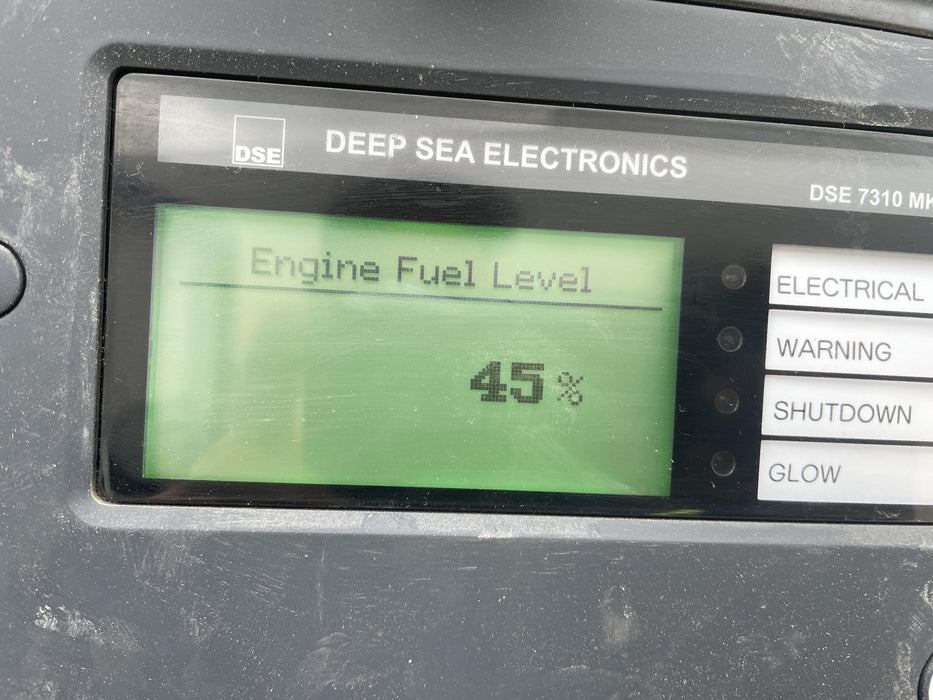 DSE
DEEP SEA ELECTRONICS
DSE 7310 MK
Engine Fuel Level
45 %
ELECTRICAL
WARNING
SHUTDOWN
GLOW